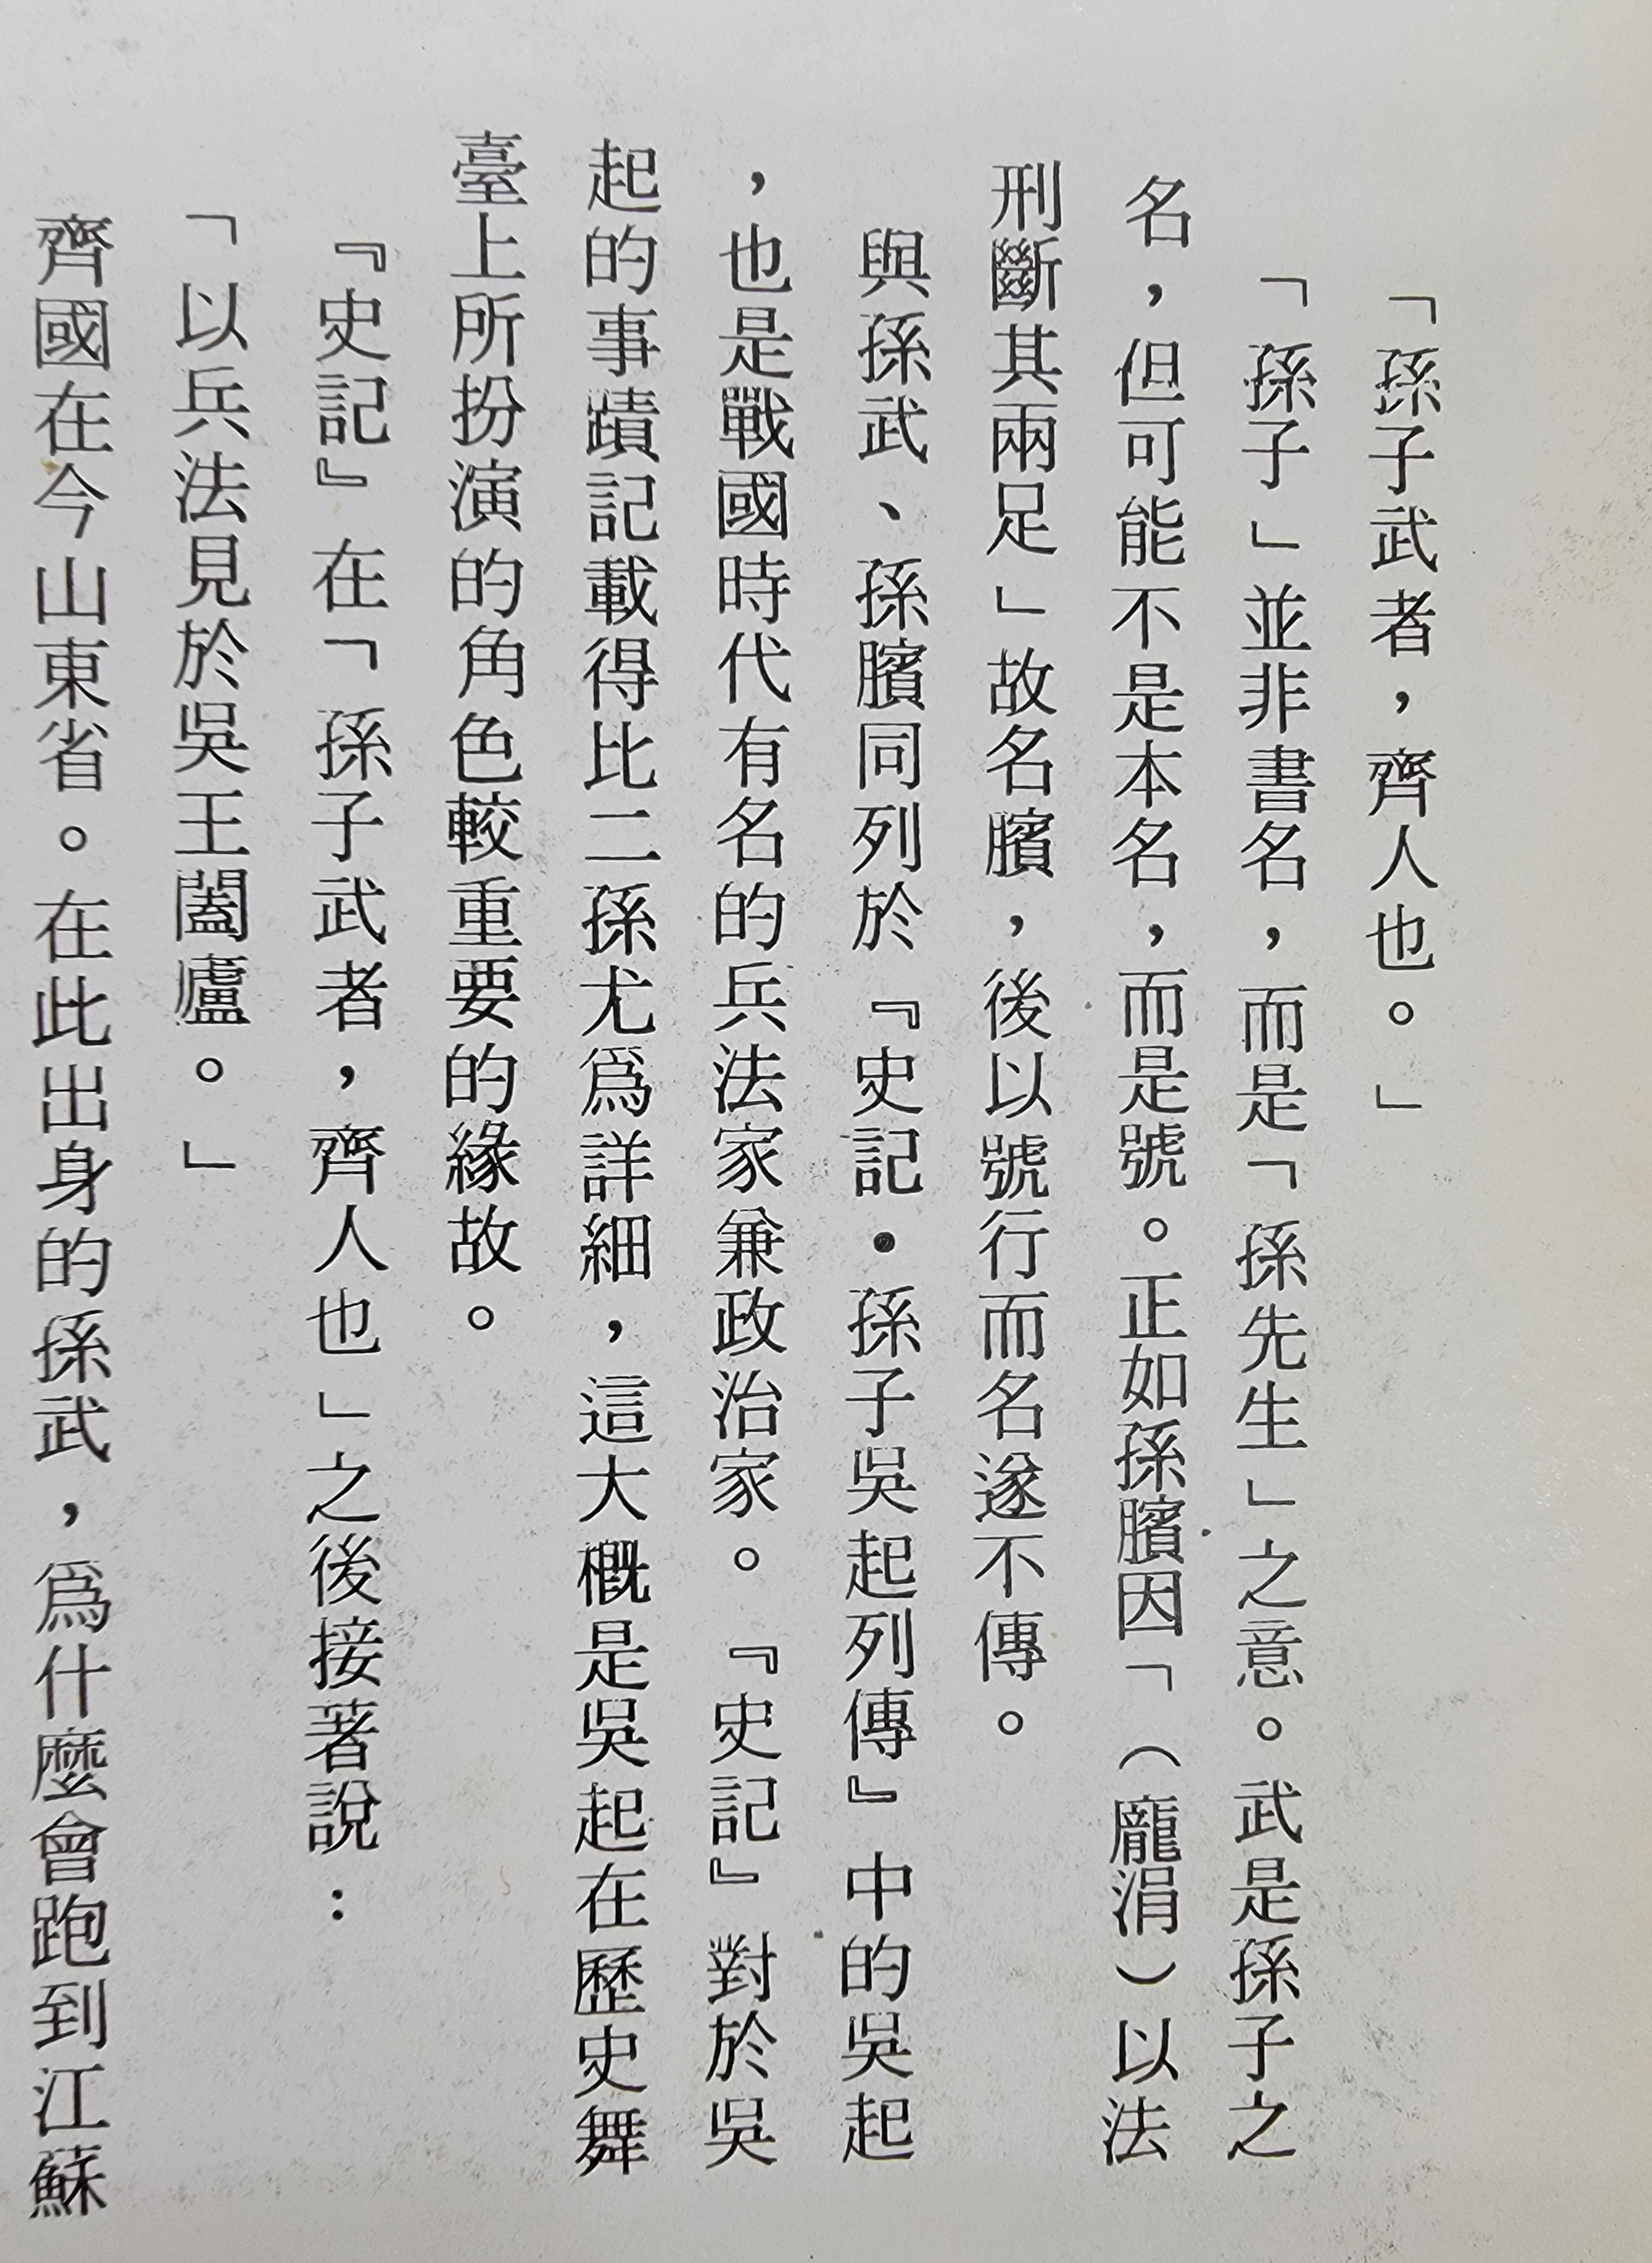 「孫子武者，齊人也。」
「孫子」並非書名，而是「孫先生」之意。武是孫子之
名，但可能不是本名，而是號。正如孫臏因「（龐涓）以法
刑斷其兩足」故名臏，後以號行而名遂不傳。
與孫武、孫臏同列於『史記・孫子吳起列傳』中的吳起
，也是戰國時代有名的兵法家兼政治家。『史記』對於吳
起的事蹟記載得比二孫尤爲詳細，這大概是吳起在歷史舞
臺上所扮演的角色較重要的緣故。
『史記』在「孫子武者，齊人也」之後接著說：
「以兵法見於吳王闔廬。」
齊國在今山東省。在此出身的孫武，爲什麼會跑到江蘇